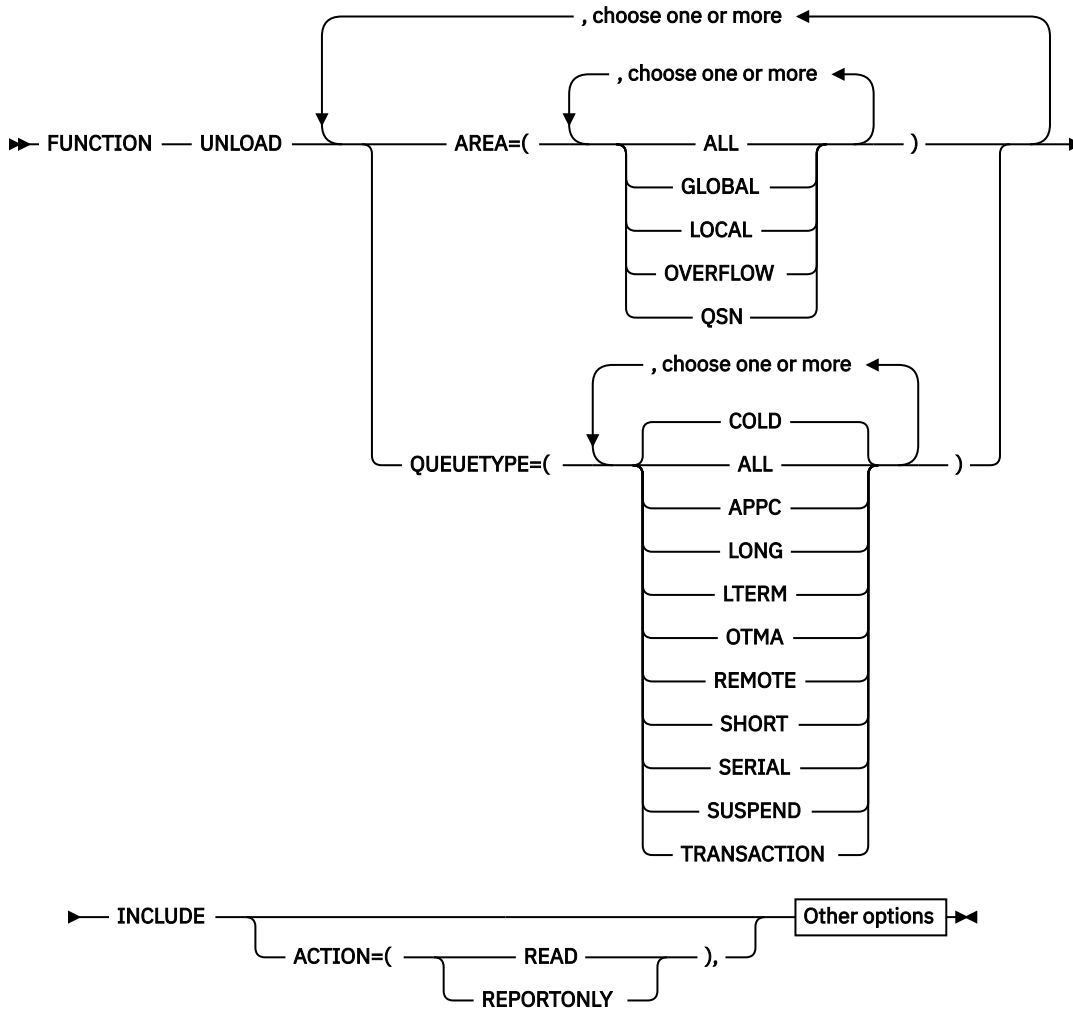 , choose one or more
, choose one or more
FUNCTION UNLOAD AREA=( ALL )
GLOBAL
LOCAL
OVERFLOW
QSN
, choose one or more
COLD
QUEUETYPE=( ALL )
APPC
LONG
LTERM
OTMA
REMOTE
SHORT
SERIAL
SUSPEND
TRANSACTION
INCLUDE Other options
ACTION=( READ ),
REPORTONLY